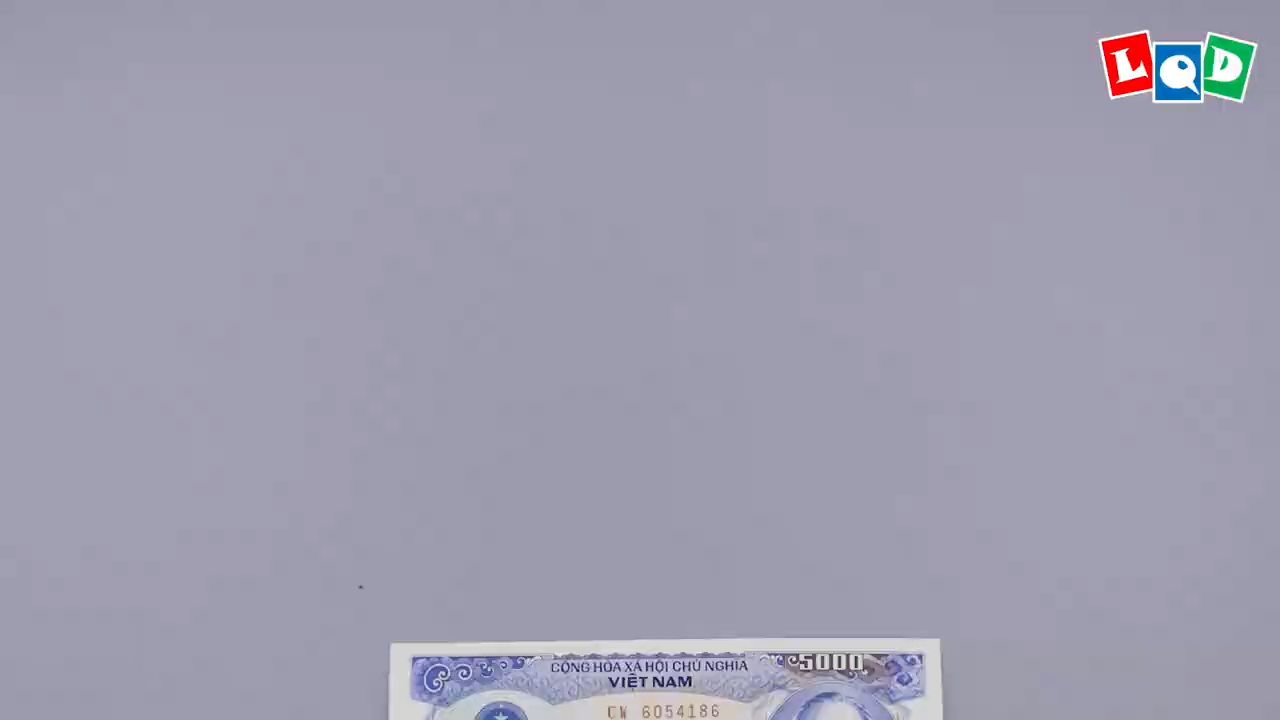 LQD
CỘNG HÒA XÃ HỘI CHỦ NGHĨA
5000
VIỆT NAM
CW 6054186